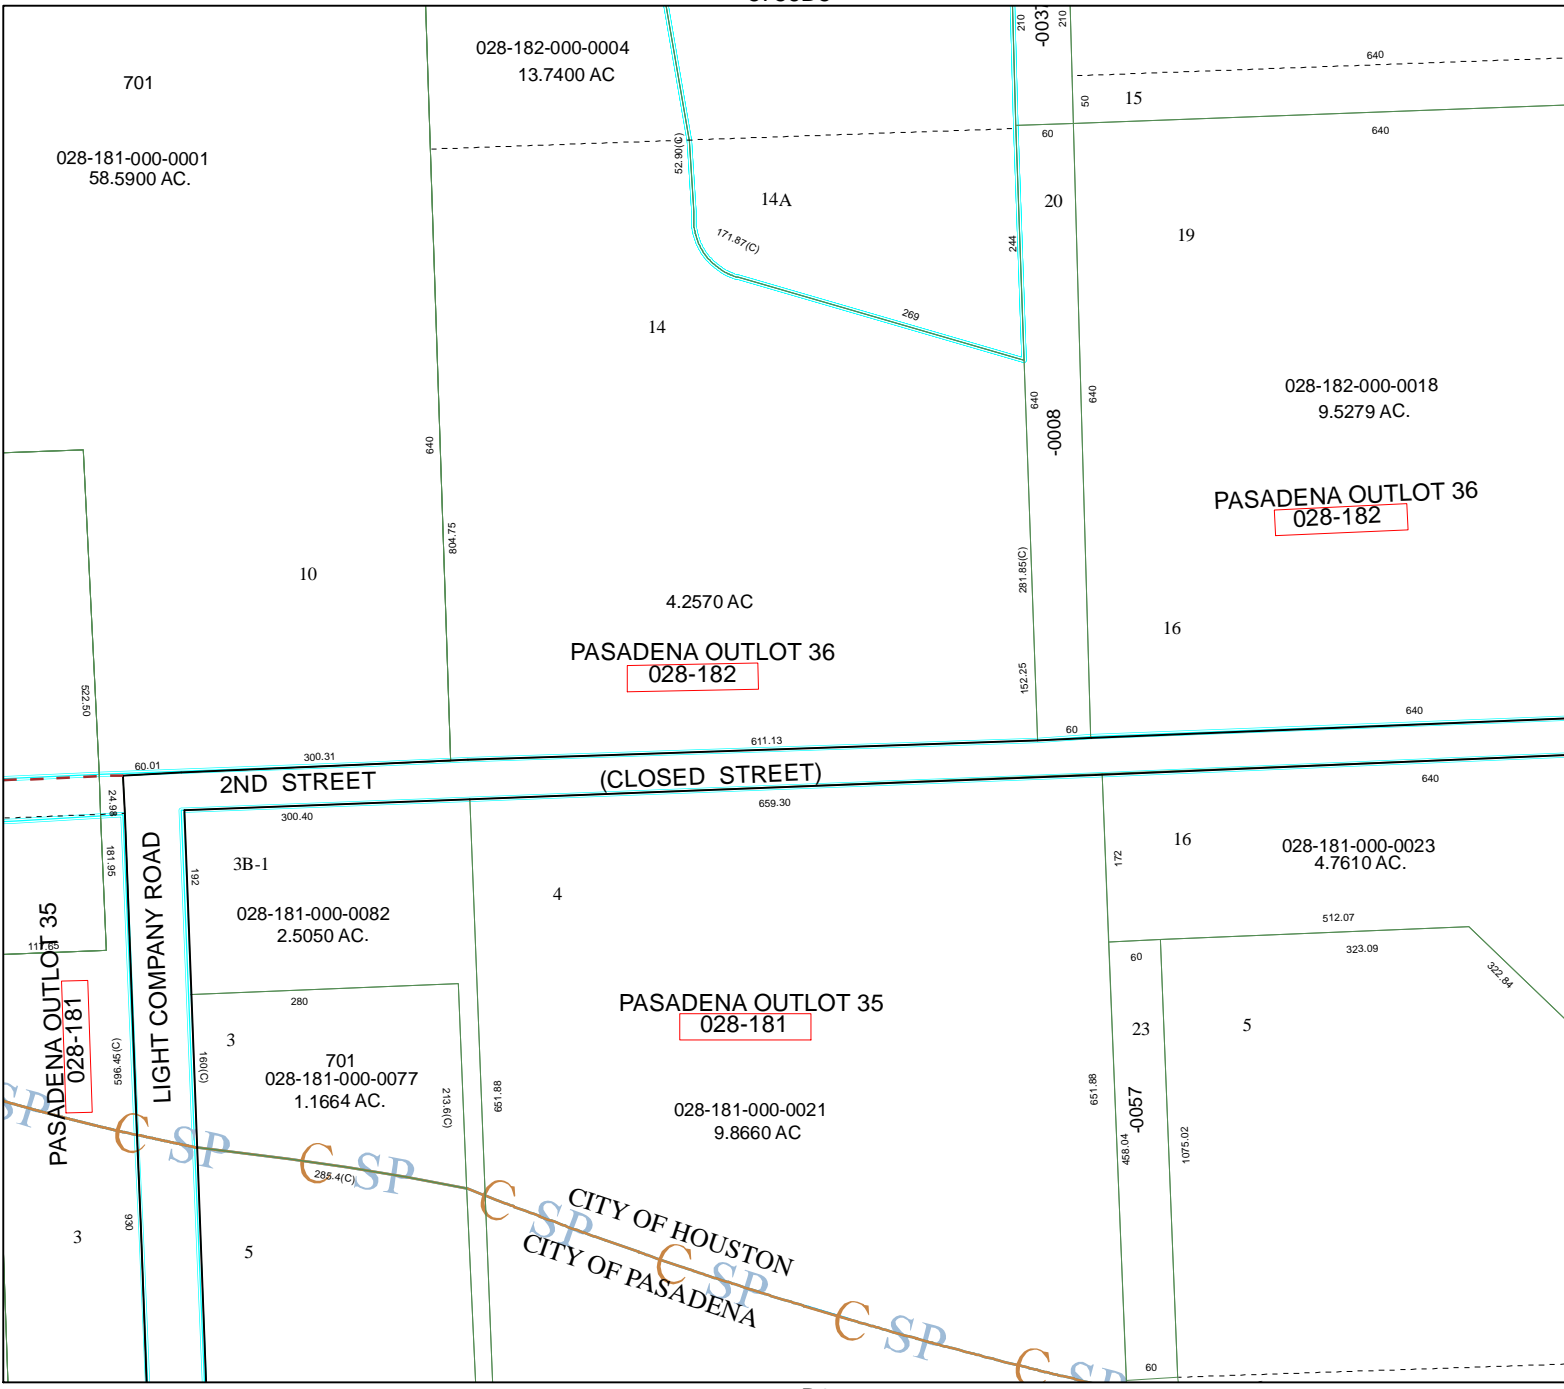 028-182-000-0004
13.7400 AC
210
-0037
210
701
640
50
15
60
640
52.90(C)
028-181-000-0001
58.5900 AC.
14A
20
19
171.87(C)
244
269
14
640
640
028-182-000-0018
9.5279 AC.
-0008
640
PASADENA OUTLOT 36
028-182
804.75
281.85(C)
10
4.2570 AC
16
PASADENA OUTLOT 36
028-182
152.25
522.50
640
60
611.13
300.31
60.01
2ND STREET
(CLOSED STREET)
640
24.98
659.30
300.40
16
028-181-000-0023
4.7610 AC.
172
181.95
3B-1
192
4
028-181-000-0082
2.5050 AC.
512.07
117.65
60
323.09
322.84
LIGHT COMPANY ROAD
PASADENA OUTLOT 35
028-181
280
PASADENA OUTLOT 35
028-181
23
5
3
596.45(C)
160(C)
701
028-181-000-0077
1.1664 AC.
213.6(C)
651.88
651.88
-0057
028-181-000-0021
9.8660 AC
458.04
1075.02
SP
C
SP
C
SP
285.4(C)
C
SP
CITY OF HOUSTON
CITY OF PASADENA
C
SP
C
SP
C
SP
930
3
5
60